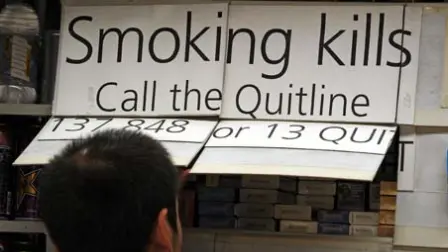 Smoking kills
Call the Quitline
137 848 or 13 QUIT